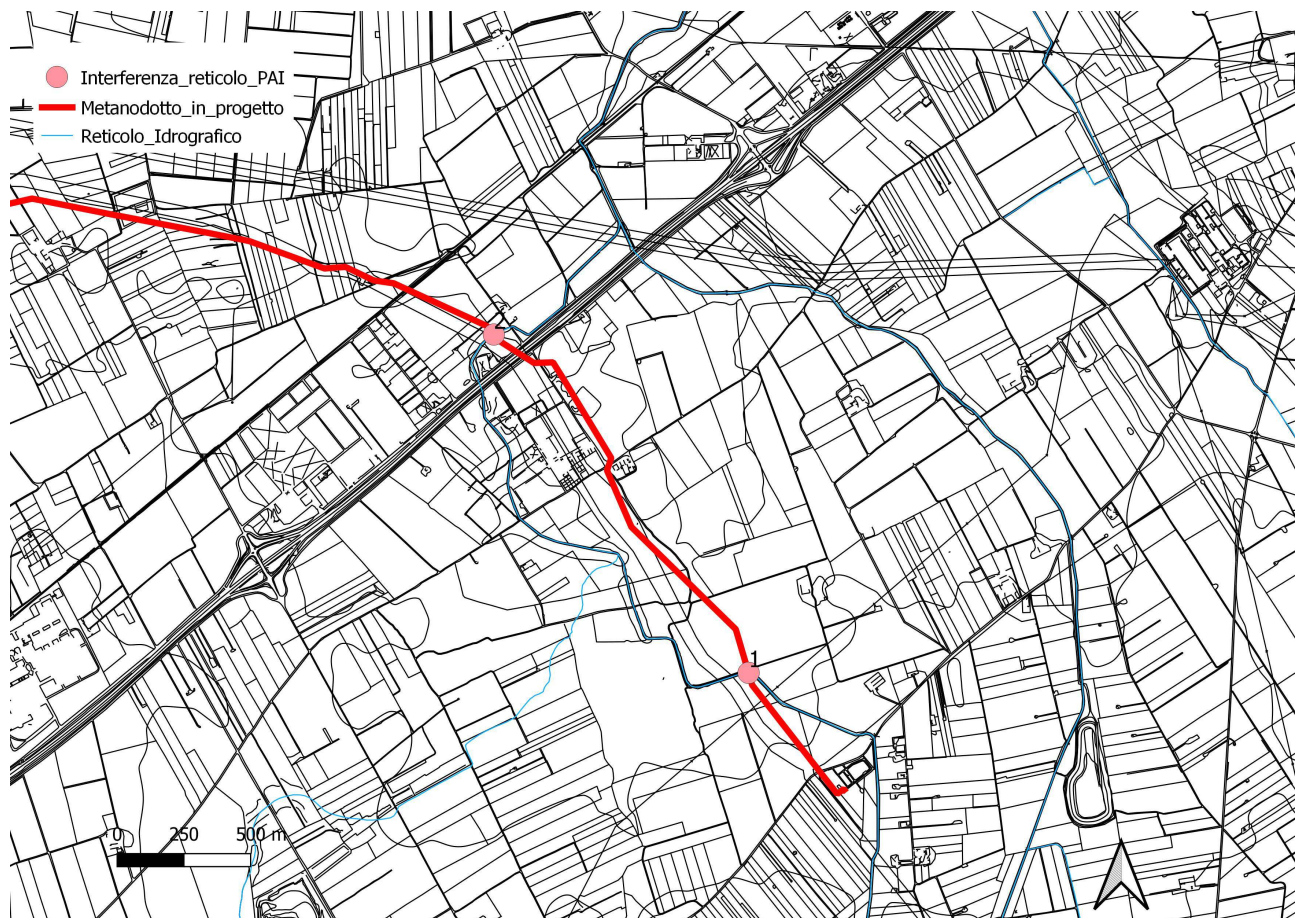 Interferenza_reticolo_PAI
Metanodotto_in_progetto
Reticolo_Idrografico
1
0 250 500 m